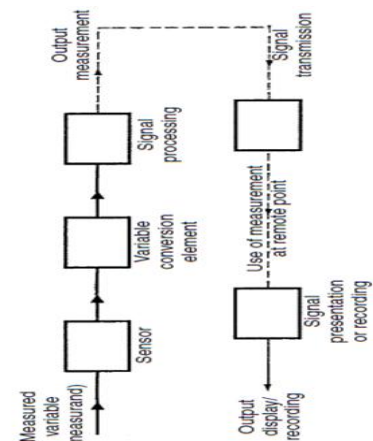 Measured
variable
measurand)
Sensor
Variable
conversion
element
Signal
processing
Output
measurement
Signal
transmission
Use of measurement
at remote point
Signal
presentation
or recording
Output
display/
recording